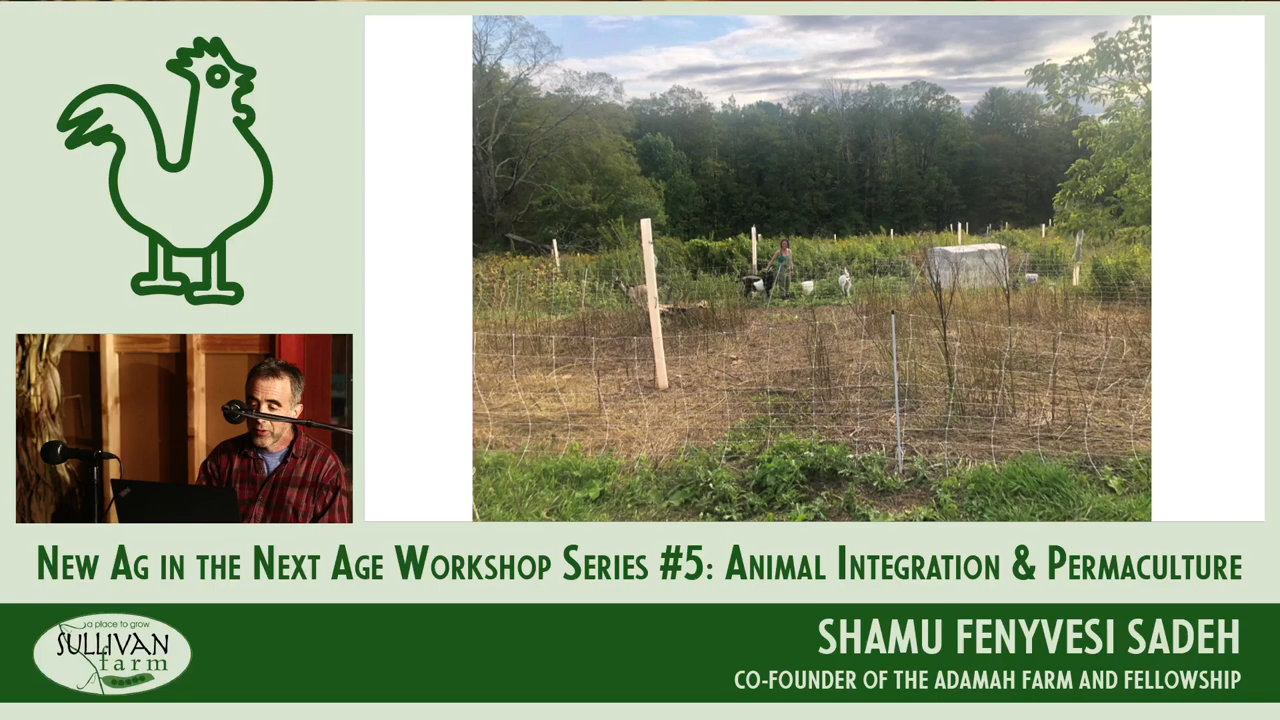 New Ag in the Next Age Workshop Series #5: Animal Integration & Permaculture
a place to grow
SULLIVAN
farm
SHAMU FENYVESI SADEH
CO-FOUNDER OF THE ADAMAH FARM AND FELLOWSHIP